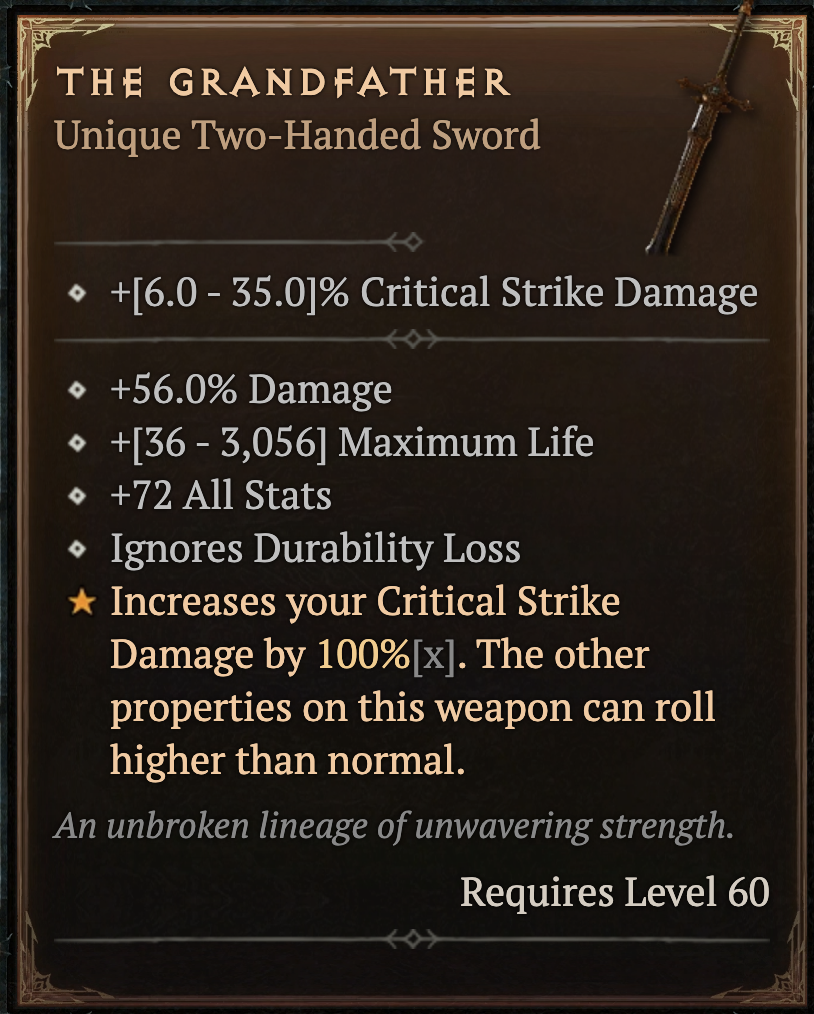 THE GRANDFATHER
Unique Two-Handed Sword
+[6.0 - 35.0]% Critical Strike Damage
+56.0% Damage
+[36 - 3,056] Maximum Life
+72 All Stats
Ignores Durability Loss
Increases your Critical Strike
Damage by 100%[x]. The other
properties on this weapon can roll
higher than normal.
An unbroken lineage of unwavering strength.
Requires Level 60